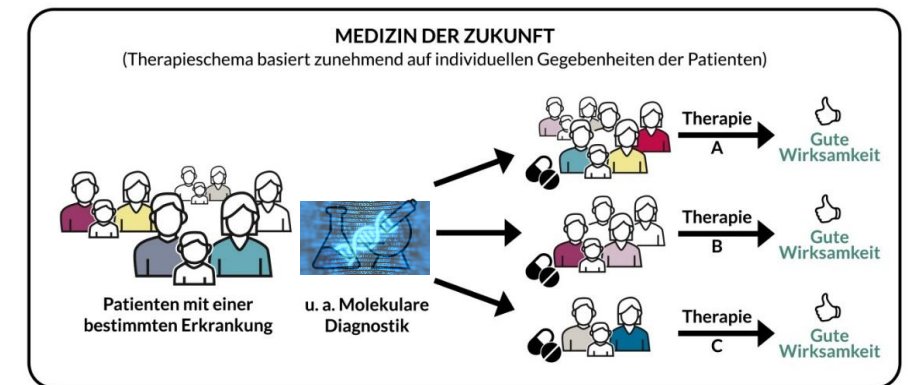 MEDIZIN DER ZUKUNFT
(Therapieschema basiert zunehmend auf individuellen Gegebenheiten der Patienten)
Therapie
A
Gute
Wirksamkeit
Therapie
B
Gute
Wirksamkeit
Patienten mit einer
bestimmten Erkrankung
u. a. Molekulare
Diagnostik
Therapie
C
Gute
Wirksamkeit